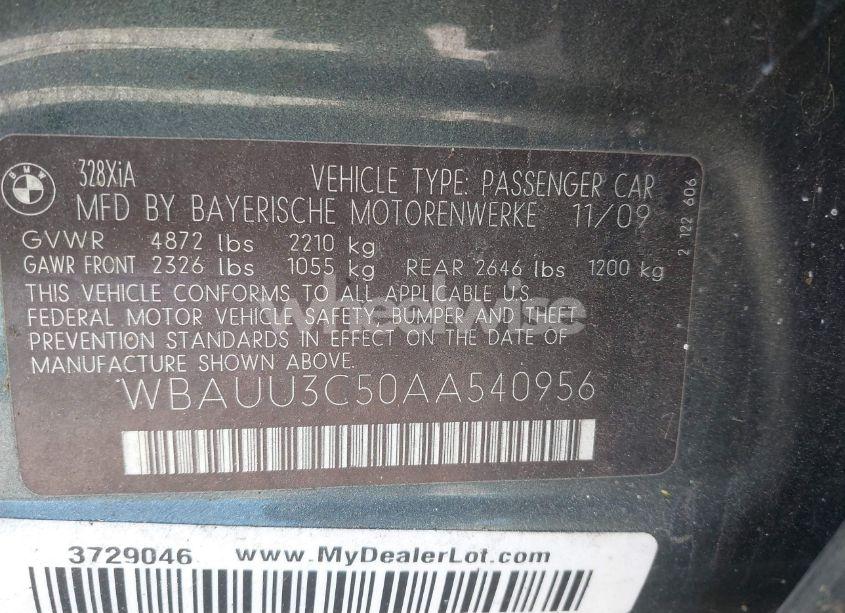 BMW
328XiA VEHICLE TYPE: PASSENGER CAR
MFD BY BAYERISCHE MOTORENWERKE 11/09
GVWR 4872 lbs 2210 kg
GAWR FRONT 2326 lbs 1055 kg REAR 2646 lbs 1200 kg
THIS VEHICLE CONFORMS TO ALL APPLICABLE U.S.
FEDERAL MOTOR VEHICLE SAFETY, BUMPER AND THEFT
PREVENTION STANDARDS IN EFFECT ON THE DATE OF
MANUFACTURE SHOWN ABOVE.
WBAUU3C50AA540956
2 122 606
wheelwise
3729046 www.MyDealerLot.com